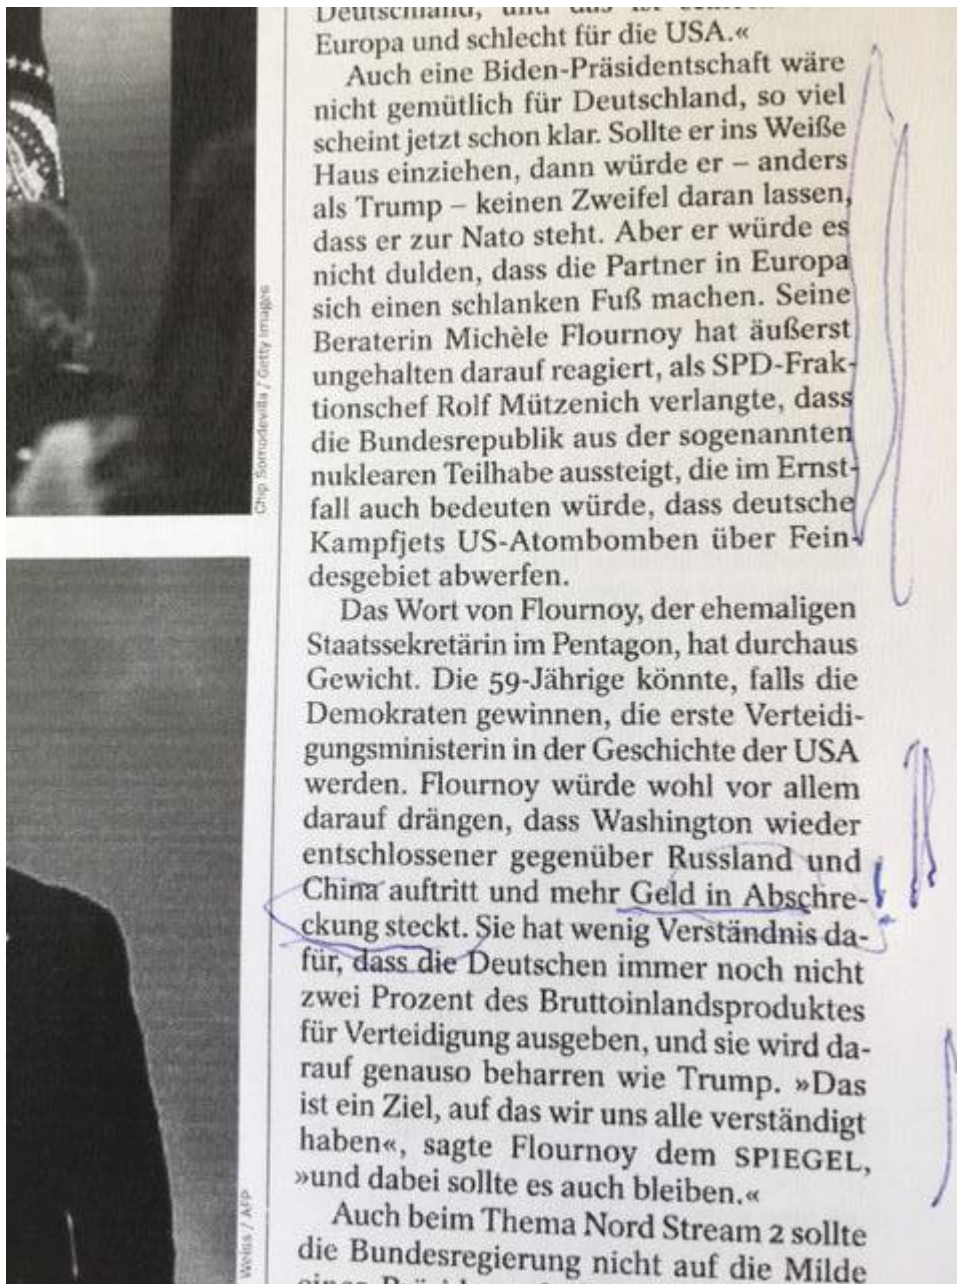 Deutschland, und das ist
Europa und schlecht für die USA.«
Auch eine Biden-Präsidentschaft wäre
nicht gemütlich für Deutschland, so viel
scheint jetzt schon klar. Sollte er ins Weiße
Haus einziehen, dann würde er – anders
als Trump – keinen Zweifel daran lassen,
dass er zur Nato steht. Aber er würde es
nicht dulden, dass die Partner in Europa
sich einen schlanken Fuß machen. Seine
Beraterin Michèle Flournoy hat äußerst
ungehalten darauf reagiert, als SPD-Frak-
tionschef Rolf Mützenich verlangte, dass
die Bundesrepublik aus der sogenannten
nuklearen Teilhabe aussteigt, die im Ernst-
fall auch bedeuten würde, dass deutsche
Kampfjets US-Atombomben über Fein-
desgebiet abwerfen.
Das Wort von Flournoy, der ehemaligen
Staatssekretärin im Pentagon, hat durchaus
Gewicht. Die 59-Jährige könnte, falls die
Demokraten gewinnen, die erste Verteidi-
gungsministerin in der Geschichte der USA
werden. Flournoy würde wohl vor allem
darauf drängen, dass Washington wieder
entschlossener gegenüber Russland und
China auftritt und mehr Geld in Abschre-
ckung steckt. Sie hat wenig Verständnis da-
für, dass die Deutschen immer noch nicht
zwei Prozent des Bruttoinlandsproduktes
für Verteidigung ausgeben, und sie wird da-
rauf genauso beharren wie Trump. »Das
ist ein Ziel, auf das wir uns alle verständigt
haben«, sagte Flournoy dem SPIEGEL,
»und dabei sollte es auch bleiben.«
Auch beim Thema Nord Stream 2 sollte
die Bundesregierung nicht auf die Milde
Chip Somodevilla / Getty Images
Weiss / AFP